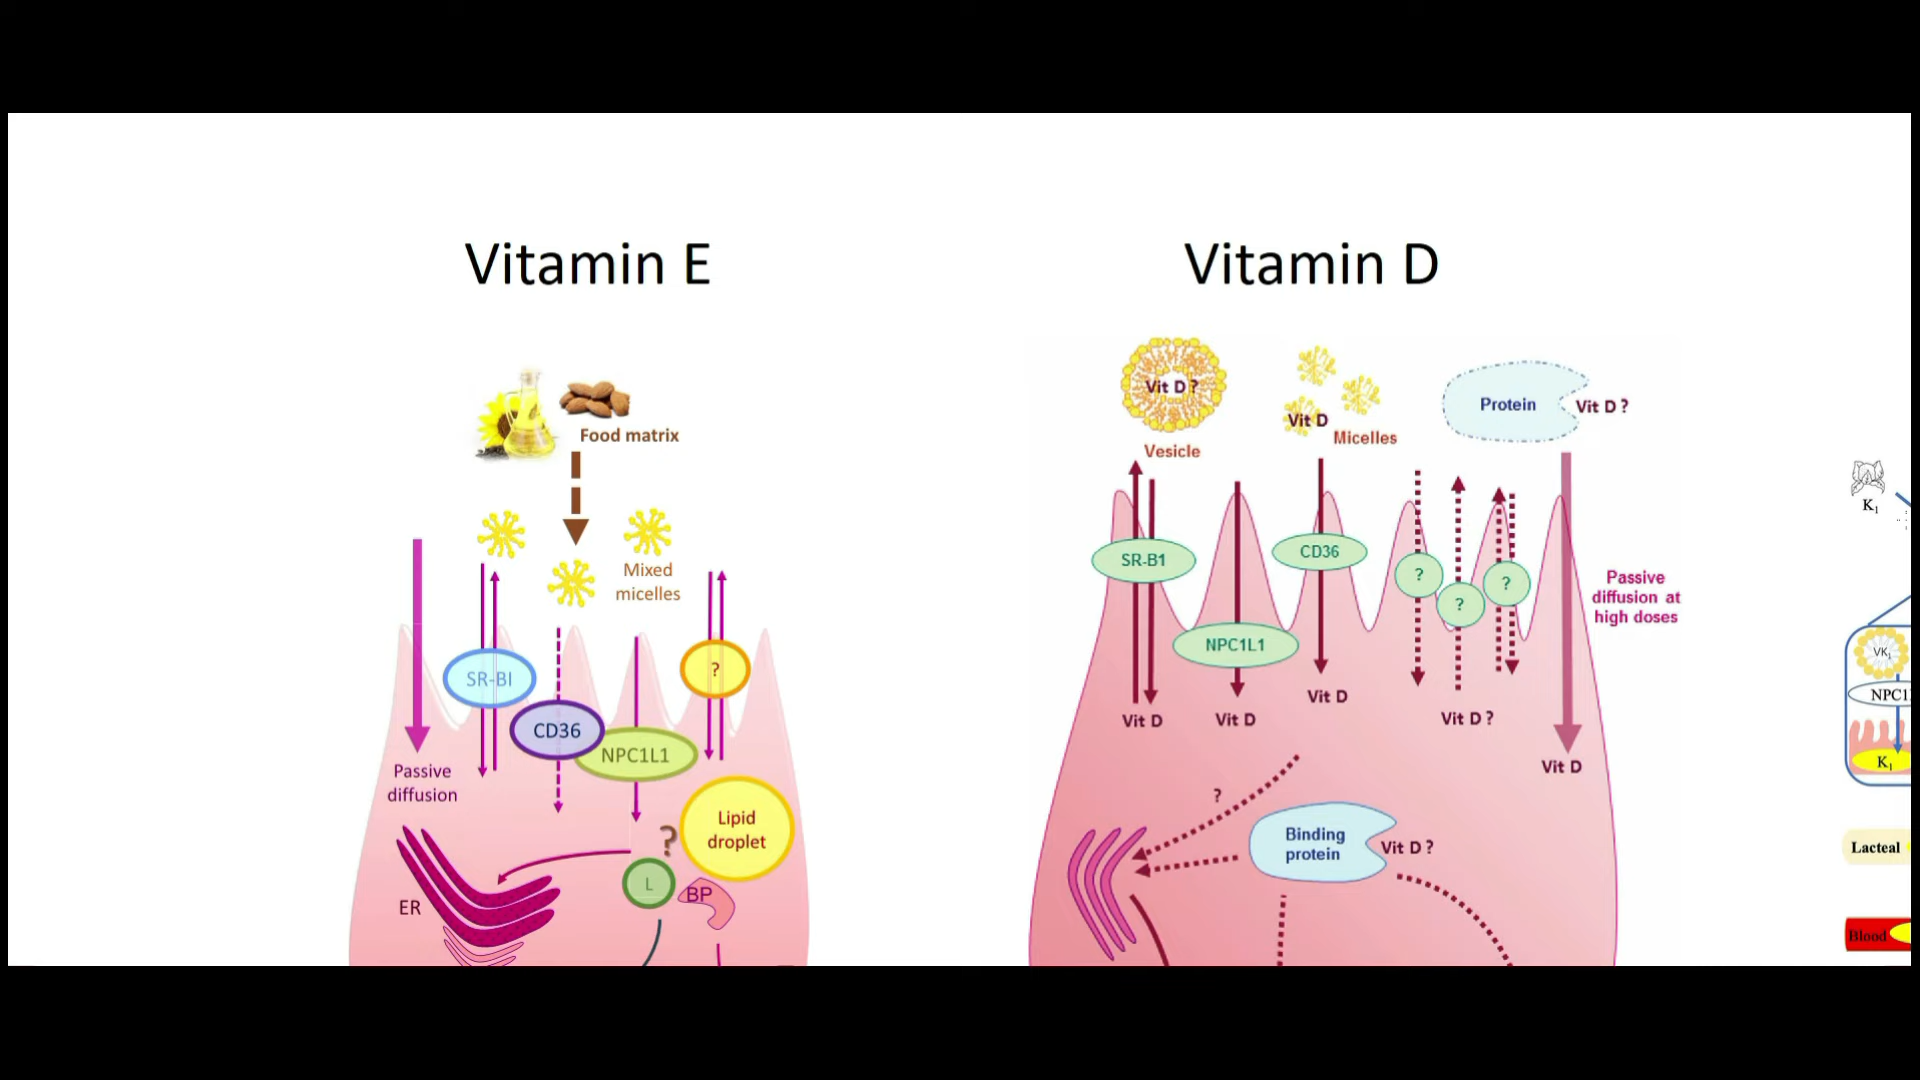 Vitamin E
Food matrix
Mixed
micelles
SR-BI
?
CD36
NPC1L1
Passive
diffusion
Lipid
droplet
?
L
BP
ER
Vitamin D
Vit D ?
Vesicle
Vit D
Micelles
Protein
Vit D ?
SR-B1
CD36
?
?
?
NPC1L1
Passive
diffusion at
high doses
Vit D
Vit D
Vit D
Vit D ?
Vit D
?
Binding
protein
Vit D ?
K1
VK1
NPC1
K1
Lacteal
Blood